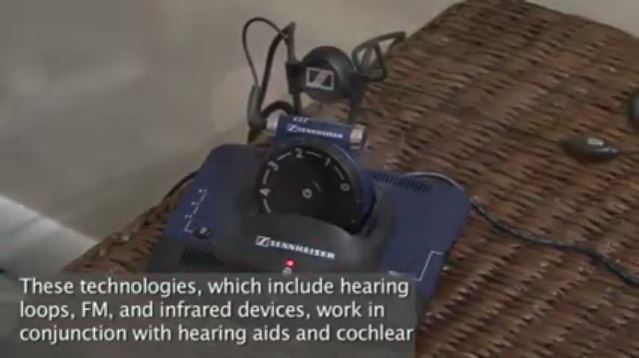 SENNHEISER
4 3 2 1 0
SENNHEISER
These technologies, which include hearing
loops, FM, and infrared devices, work in
conjunction with hearing aids and cochlear